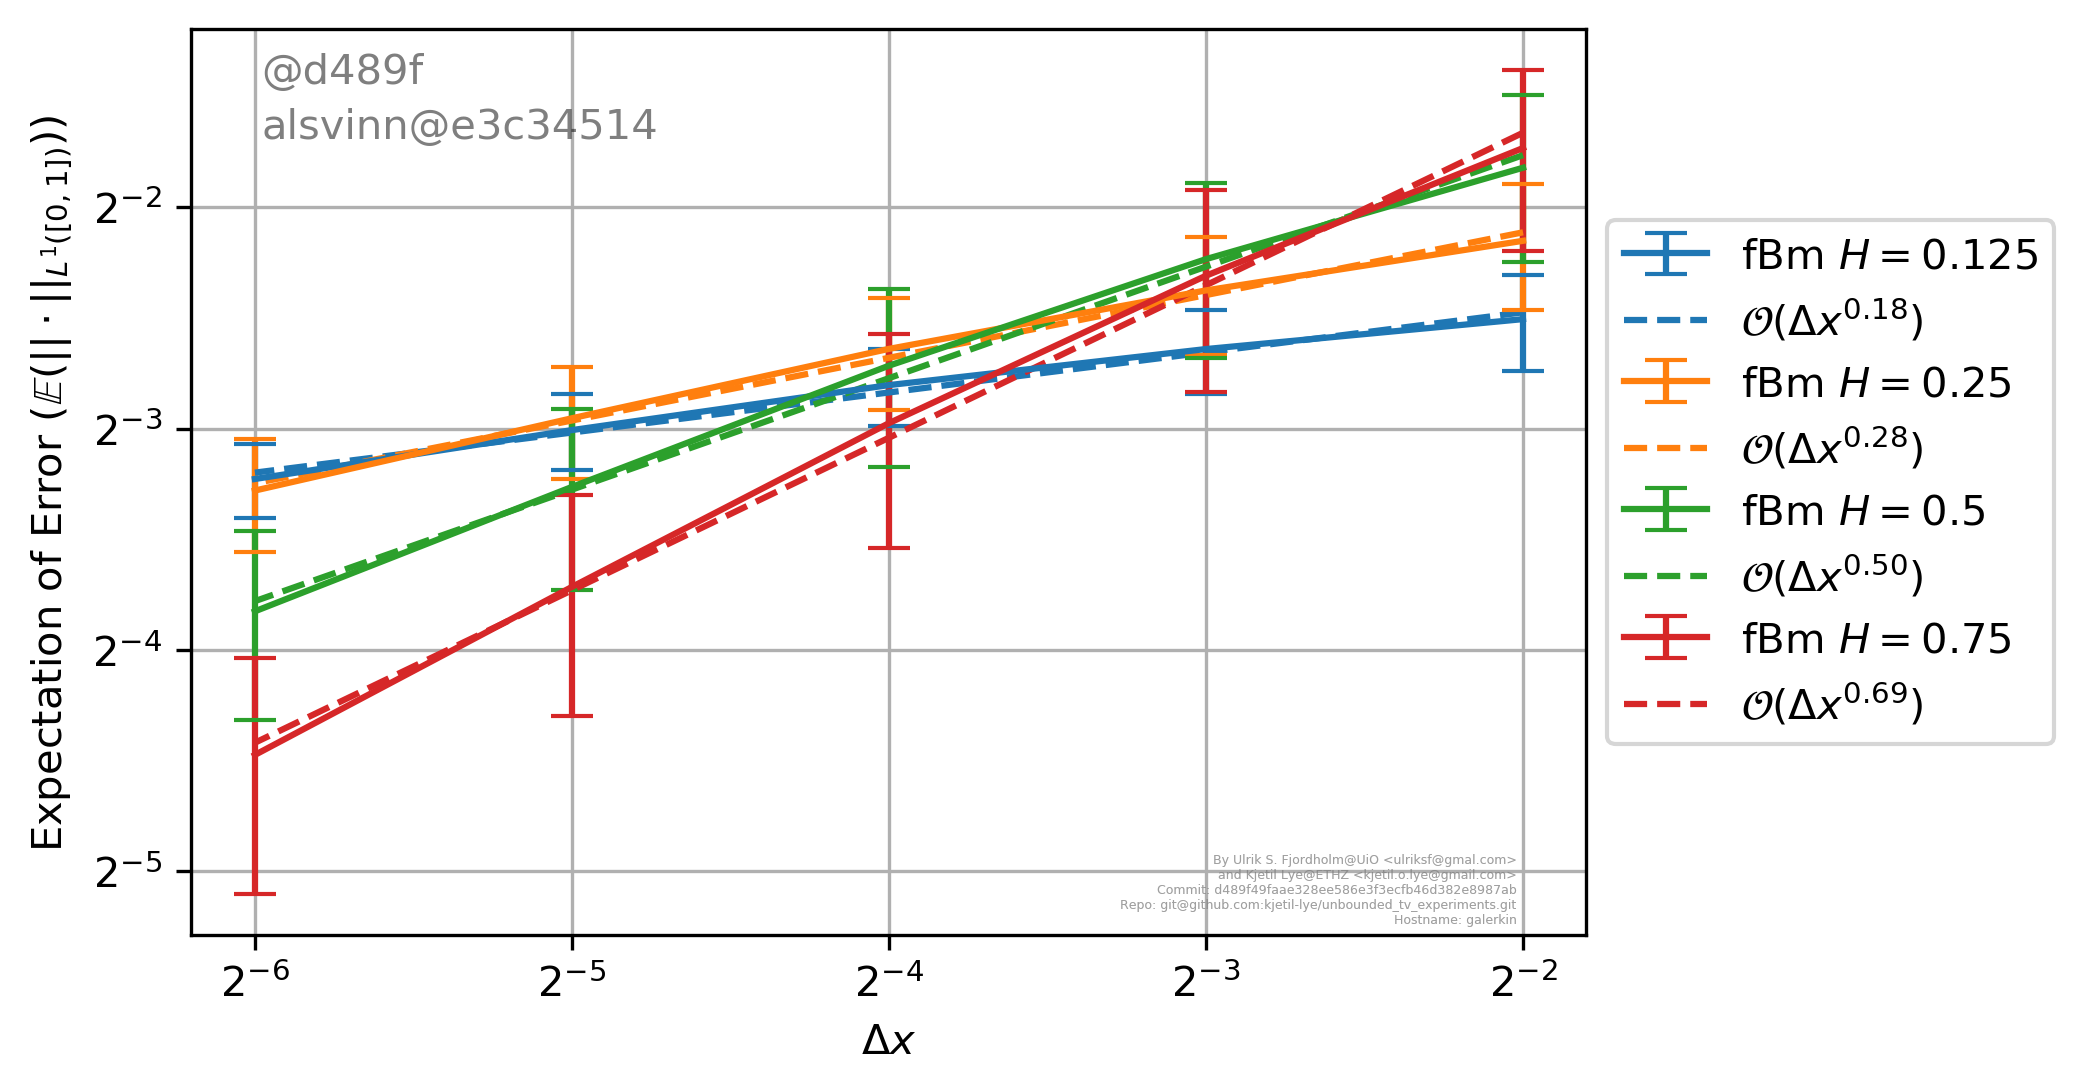 @d489f
alsvinn@e3c34514
Expectation of Error (𝔼(|| · ||_{L^1([0,1])}))
2^{-2}
2^{-3}
2^{-4}
2^{-5}
2^{-6}
2^{-5}
2^{-4}
2^{-3}
2^{-2}
Δx
fBm H = 0.125
𝒪(Δx^{0.18})
fBm H = 0.25
𝒪(Δx^{0.28})
fBm H = 0.5
𝒪(Δx^{0.50})
fBm H = 0.75
𝒪(Δx^{0.69})
By Ulrik S. Fjordholm@UiO <ulriksf@gmal.com>
and Kjetil Lye@ETHZ <kjetil.o.lye@gmail.com>
Commit: d489f49faae328ee586e3f3ecfb46d382e8987ab
Repo: git@github.com:kjetil-lye/unbounded_tv_experiments.git
Hostname: galerkin